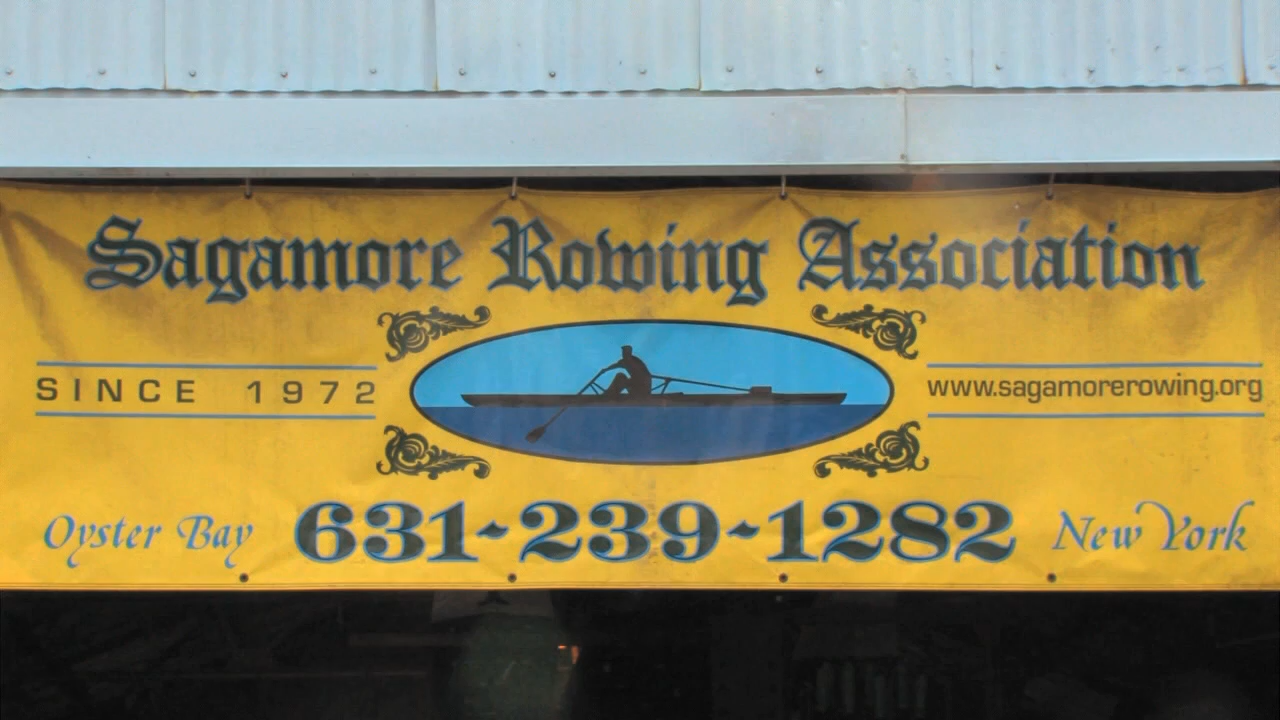 Sagamore Rowing Association
SINCE 1972
www.sagamorerowing.org
Oyster Bay 631-239-1282 New York